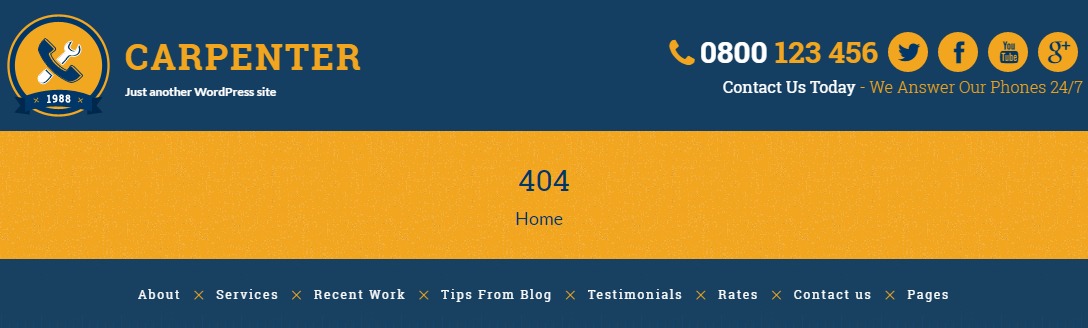 CARPENTER
Just another WordPress site
1988
0800 123 456
You
Tube
f
g+
Contact Us Today - We Answer Our Phones 24/7
404
Home
About × Services × Recent Work × Tips From Blog × Testimonials × Rates × Contact us × Pages